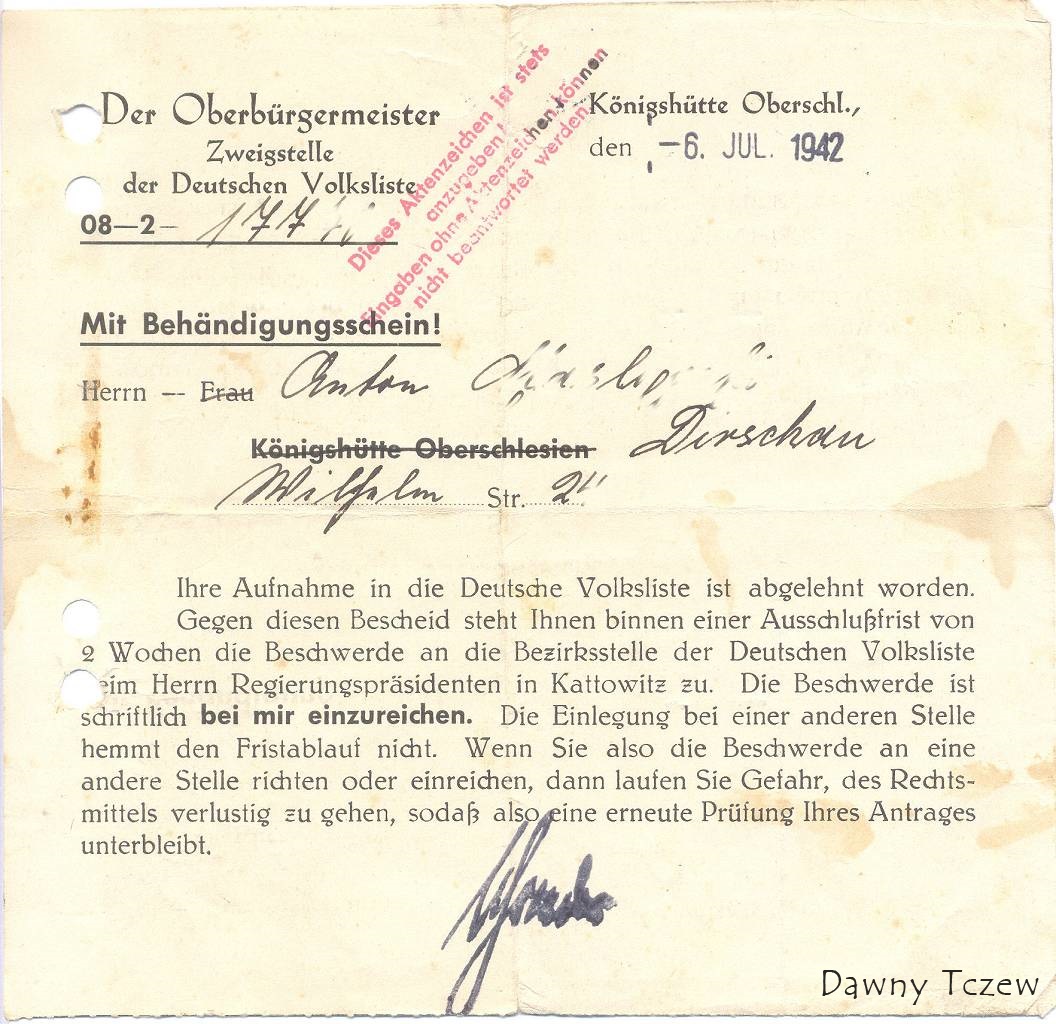 Der Oberbürgermeister
Zweigstelle
der Deutschen Volksliste
08—2— 177
Dieses Aktenzeichen ist stets
anzugeben!
Eingaben ohne Aktenzeichen können
nicht beantwortet werden.
Königshütte Oberschl.,
den -6. JUL. 1942
Mit Behändigungsschein!
Herrn — Frau Anton
Königshütte Oberschlesien Dirschau
Wilhelm Str. 2
Ihre Aufnahme in die Deutsche Volksliste ist abgelehnt worden.
Gegen diesen Bescheid steht Ihnen binnen einer Ausschlußfrist von
2 Wochen die Beschwerde an die Bezirksstelle der Deutschen Volksliste
beim Herrn Regierungspräsidenten in Kattowitz zu. Die Beschwerde ist
schriftlich bei mir einzureichen. Die Einlegung bei einer anderen Stelle
hemmt den Fristablauf nicht. Wenn Sie also die Beschwerde an eine
andere Stelle richten oder einreichen, dann laufen Sie Gefahr, des Rechts-
mittels verlustig zu gehen, sodaß also eine erneute Prüfung Ihres Antrages
unterbleibt.
Dawny Tczew